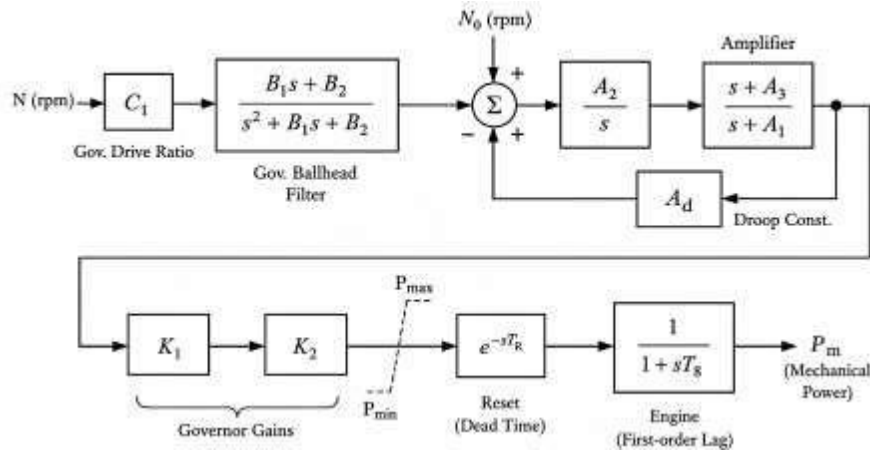 N₀ (rpm)
Amplifier
N (rpm)
C₁
B₁s + B₂
s² + B₁s + B₂
+
Σ
−
+
A₂
s
s + A₃
s + A₁
Gov. Drive Ratio
Gov. Ballhead
Filter
A_d
Droop Const.
P_max
K₁
K₂
e^{−sT_R}
1
1 + sT₈
P_m
(Mechanical
Power)
P_min
Governor Gains
Reset
(Dead Time)
Engine
(First-order Lag)